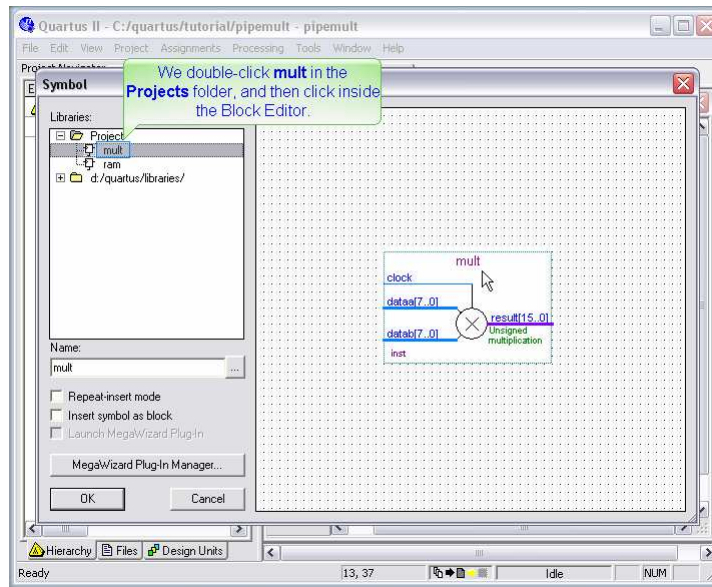 Quartus II - C:/quartus/tutorial/pipemult - pipemult
File Edit View Project Assignments Processing Tools Window Help
Symbol
We double-click mult in the
Projects folder, and then click inside
the Block Editor.
Libraries:
Project
mult
ram
d:/quartus/libraries/
mult
clock
dataa[7..0]
datab[7..0]
result[15..0]
Unsigned
multiplication
inst
Name:
mult
...
Repeat-insert mode
Insert symbol as block
Launch MegaWizard Plug-In
MegaWizard Plug-In Manager...
OK
Cancel
Hierarchy
Files
Design Units
Ready
13, 37
Idle
NUM